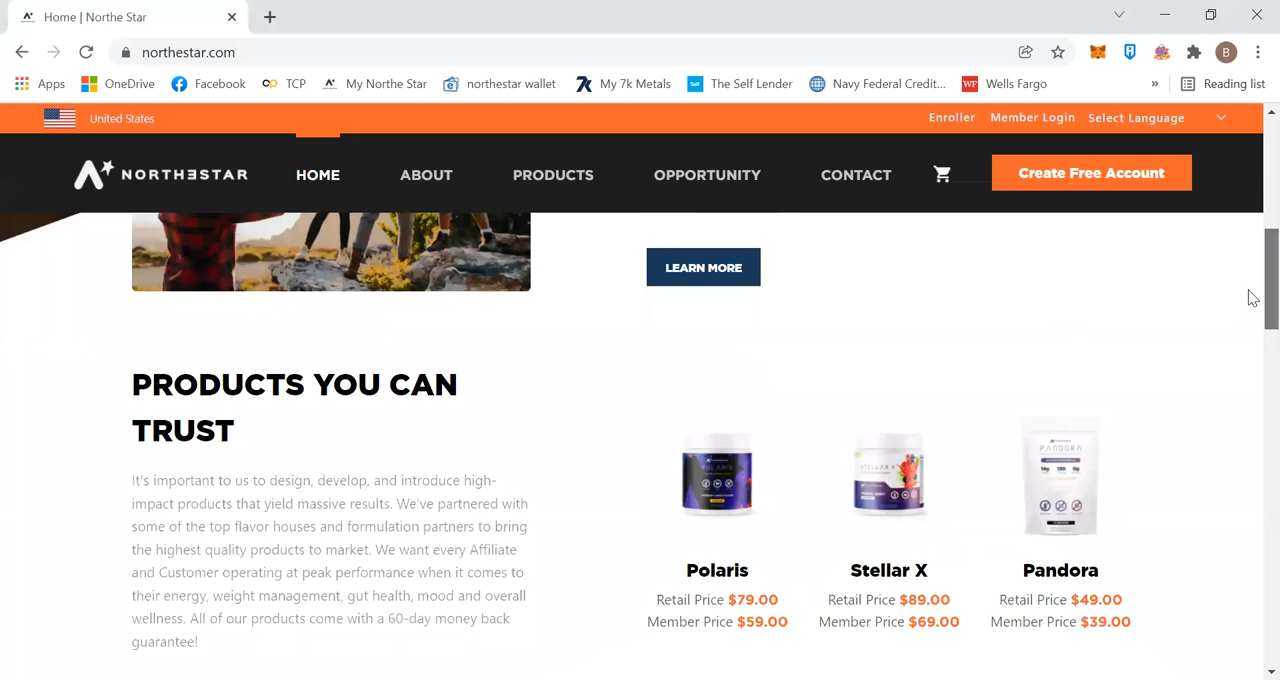 Home | Northe Star
northestar.com
B
Apps
OneDrive
Facebook
TCP
My Northe Star
northestar wallet
My 7k Metals
Self
The Self Lender
Navy Federal Credit...
WF
Wells Fargo
»
Reading list
United States
Enroller
Member Login
Select Language
NORTHƎSTAR
HOME
ABOUT
PRODUCTS
OPPORTUNITY
CONTACT
Create Free Account
LEARN MORE
PRODUCTS YOU CAN
TRUST
It's important to us to design, develop, and introduce high-
impact products that yield massive results. We've partnered with
some of the top flavor houses and formulation partners to bring
the highest quality products to market. We want every Affiliate
and Customer operating at peak performance when it comes to
their energy, weight management, gut health, mood and overall
wellness. All of our products come with a 60-day money back
guarantee!
POLARIS
STELLAR X
PANDORA
Polaris
Retail Price $79.00
Member Price $59.00
Stellar X
Retail Price $89.00
Member Price $69.00
Pandora
Retail Price $49.00
Member Price $39.00